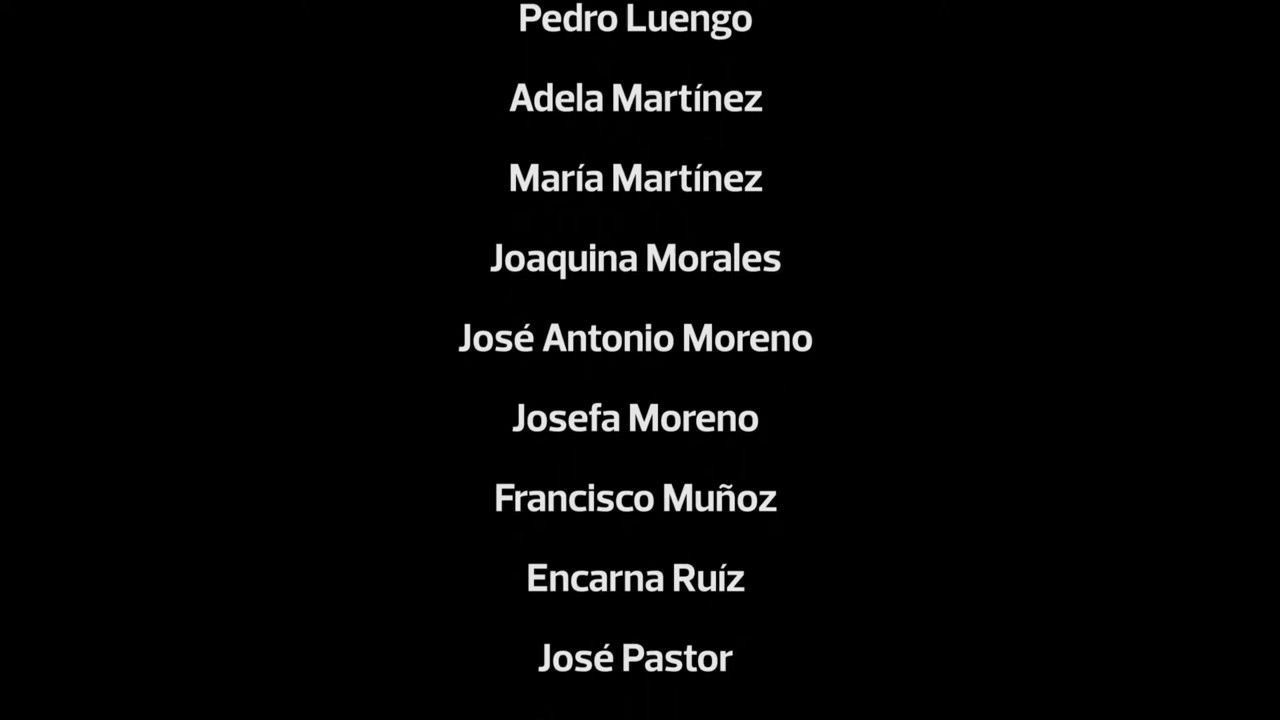 Pedro Luengo
Adela Martínez
María Martínez
Joaquina Morales
José Antonio Moreno
Josefa Moreno
Francisco Muñoz
Encarna Ruíz
José Pastor